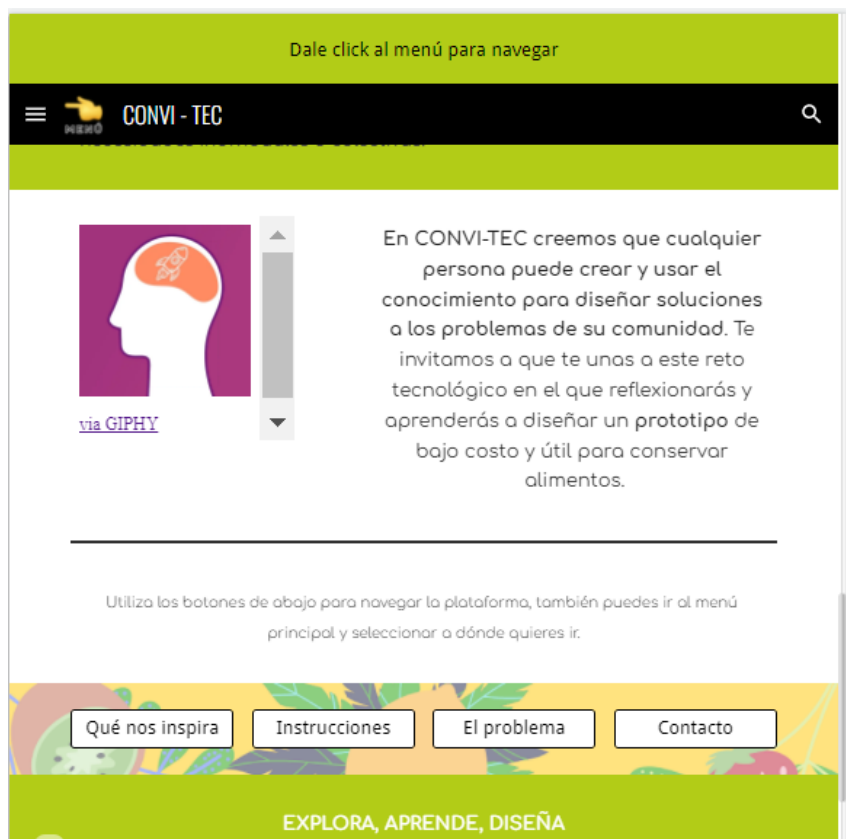 Dale click al menú para navegar
MENÚ
CONVI - TEC
via GIPHY
En CONVI-TEC creemos que cualquier
persona puede crear y usar el
conocimiento para diseñar soluciones
a los problemas de su comunidad. Te
invitamos a que te unas a este reto
tecnológico en el que reflexionarás y
aprenderás a diseñar un prototipo de
bajo costo y útil para conservar
alimentos.
Utiliza los botones de abajo para navegar la plataforma, también puedes ir al menú
principal y seleccionar a dónde quieres ir.
Qué nos inspira
Instrucciones
El problema
Contacto
EXPLORA, APRENDE, DISEÑA